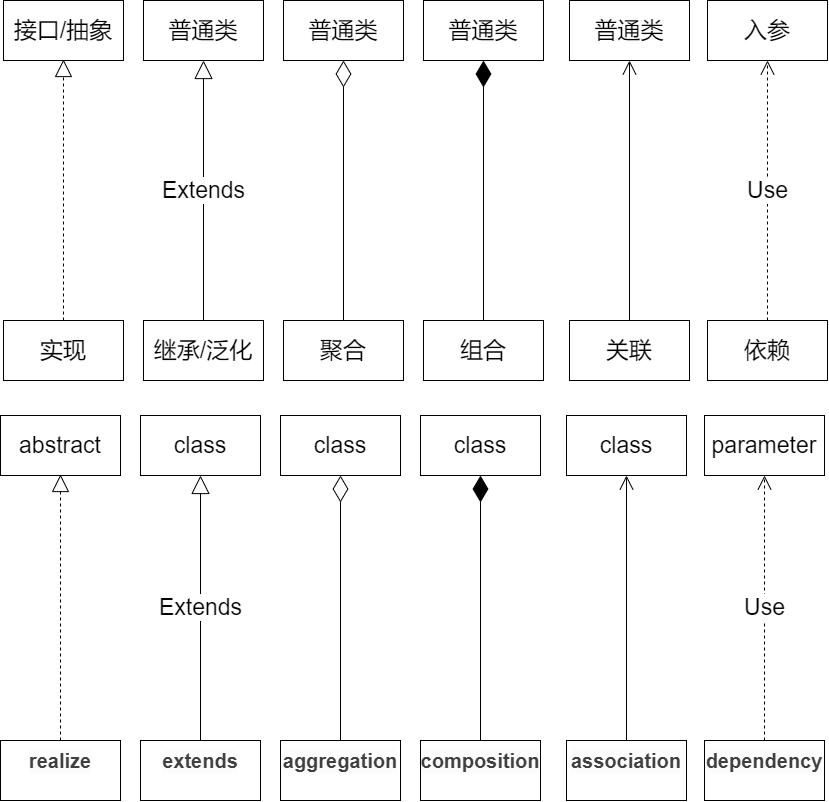 接口/抽象
普通类
普通类
普通类
普通类
入参
Extends
Use
实现
继承/泛化
聚合
组合
关联
依赖
abstract
class
class
class
class
parameter
Extends
Use
realize
extends
aggregation
composition
association
dependency